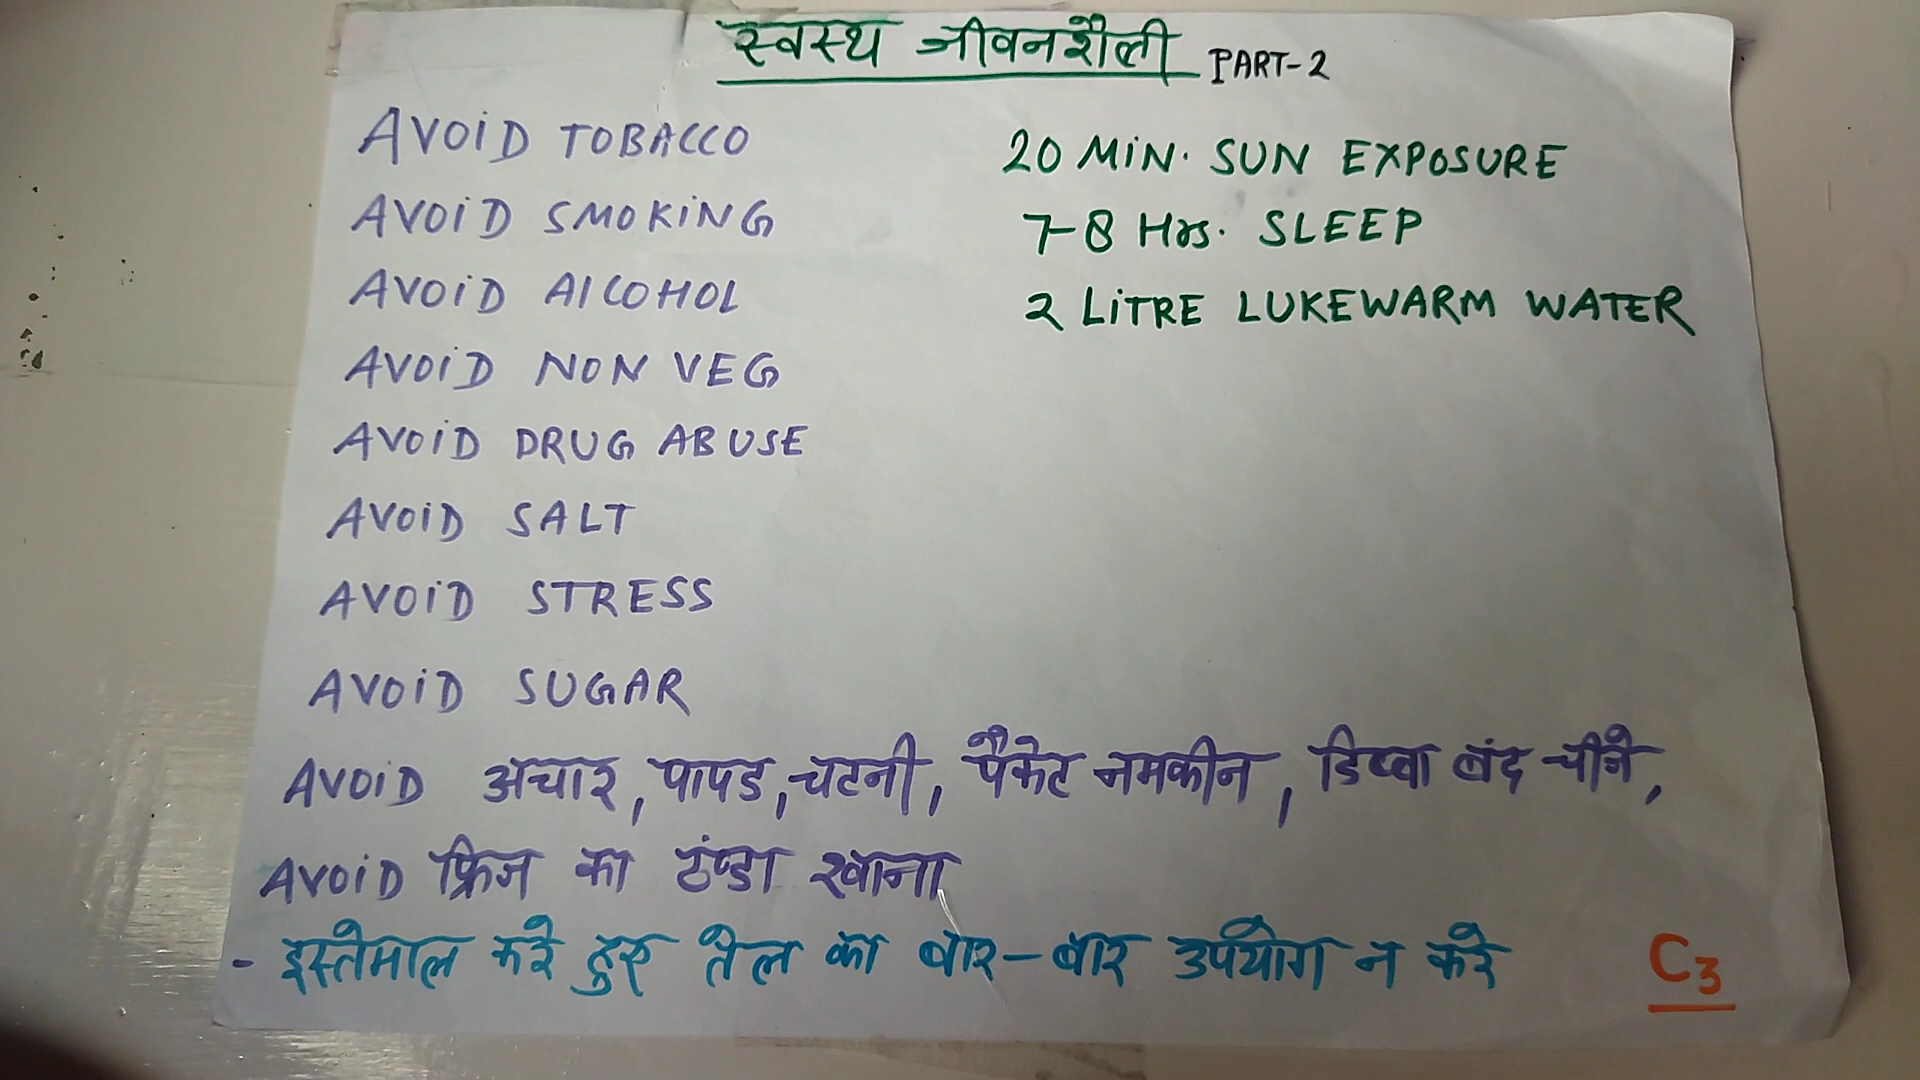 स्वस्थ जीवनशैली PART-2
AVOID TOBACCO
AVOID SMOKING
AVOID AlCOHOL
AVOID NON VEG
AVOID DRUG ABUSE
AVOID SALT
AVOID STRESS
AVOID SUGAR
20 MIN. SUN EXPOSURE
7-8 Hrs. SLEEP
2 LITRE LUKEWARM WATER
AVOID अचार, पापड, चटनी, पैकेट नमकीन, डिब्बा बंद चीजे,
AVOID फ्रिज का ठंण्डा खाना
- इस्तेमाल करे हुए तेल का बार-बार उपयोग न करे
C3